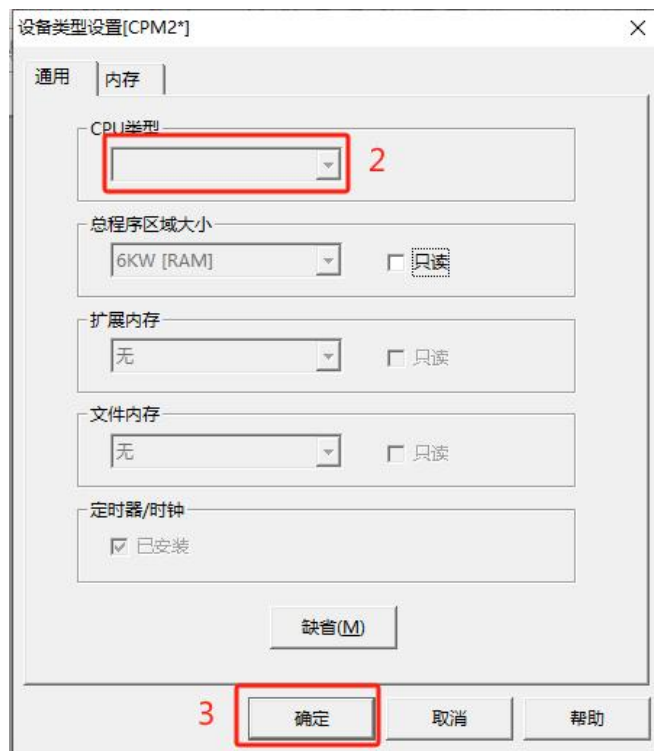 设备类型设置[CPM2*]
通用 内存
CPU类型
2
总程序区域大小
6KW [RAM] 只读
扩展内存
无 只读
文件内存
无 只读
定时器/时钟
已安装
缺省(M)
3 确定 取消 帮助